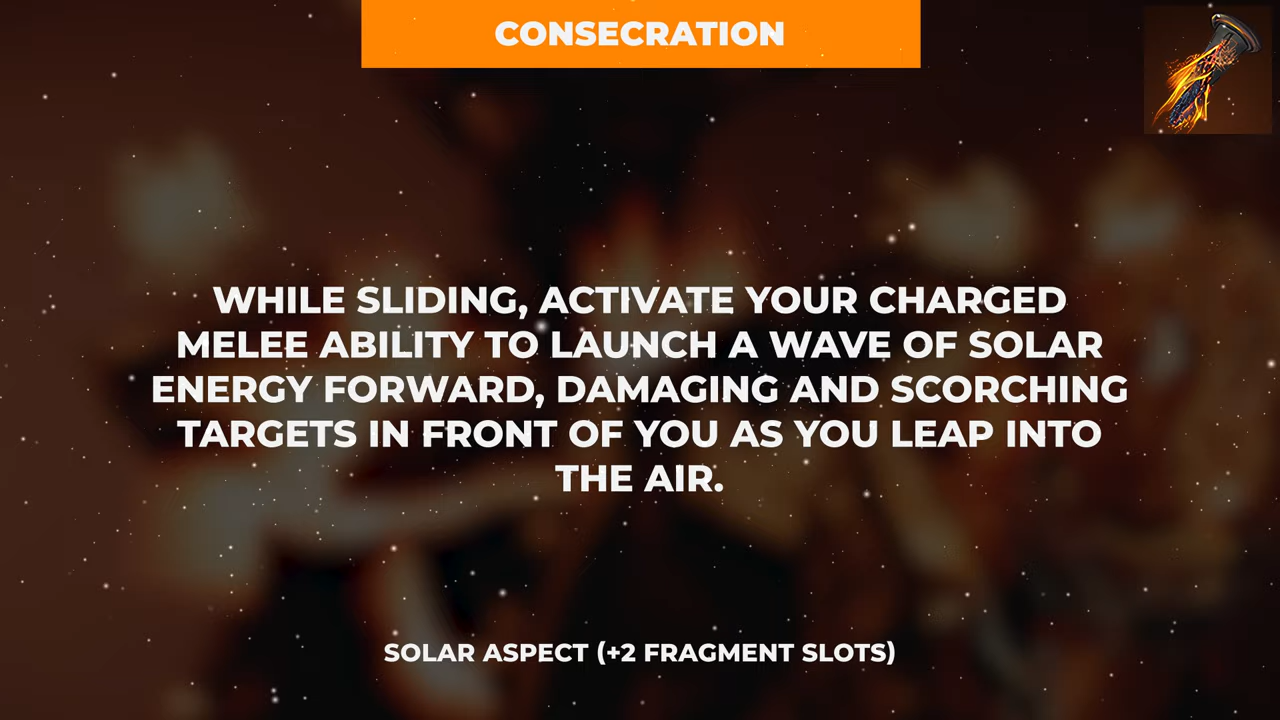 CONSECRATION
WHILE SLIDING, ACTIVATE YOUR CHARGED
MELEE ABILITY TO LAUNCH A WAVE OF SOLAR
ENERGY FORWARD, DAMAGING AND SCORCHING
TARGETS IN FRONT OF YOU AS YOU LEAP INTO
THE AIR.
SOLAR ASPECT (+2 FRAGMENT SLOTS)